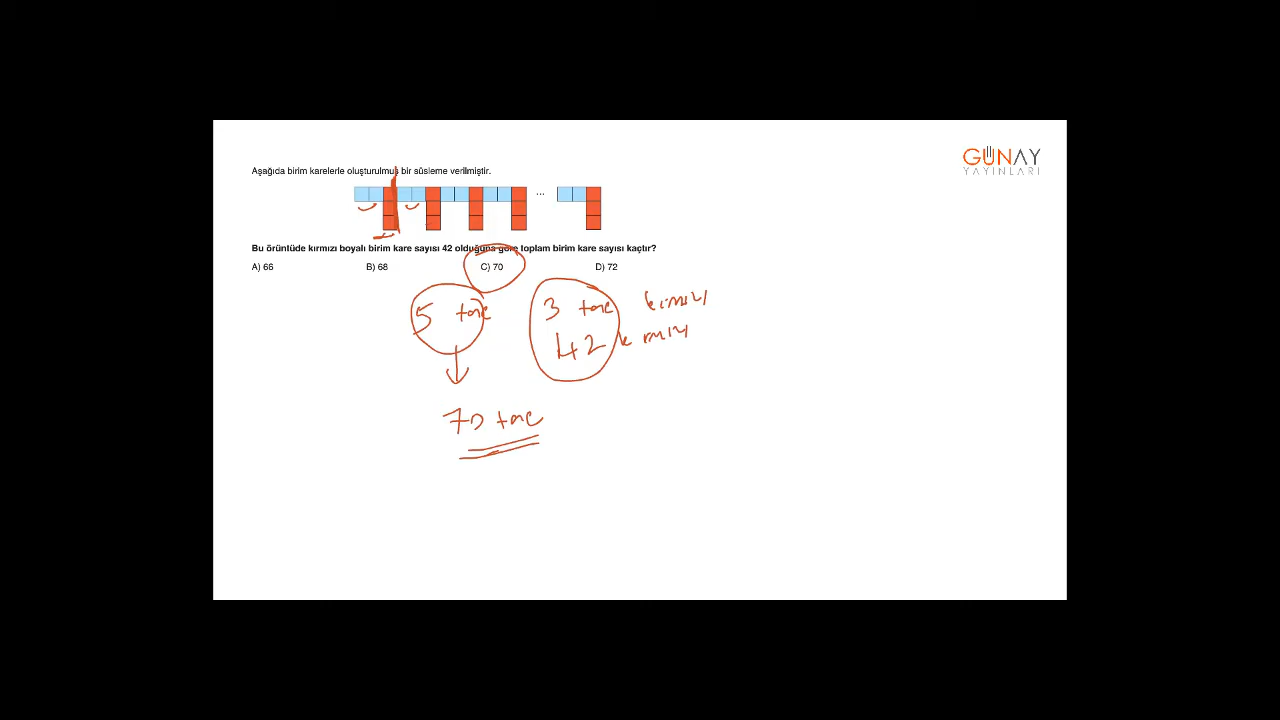 GÜNAY
YAYINLARI
Aşağıda birim karelerle oluşturulmuş bir süsleme verilmiştir.
...
Bu örüntüde kırmızı boyalı birim kare sayısı 42 olduğuna göre toplam birim kare sayısı kaçtır?
A) 66 B) 68 C) 70 D) 72
5 tane 3 tane kırmızı
42 kırmızı
70 tane